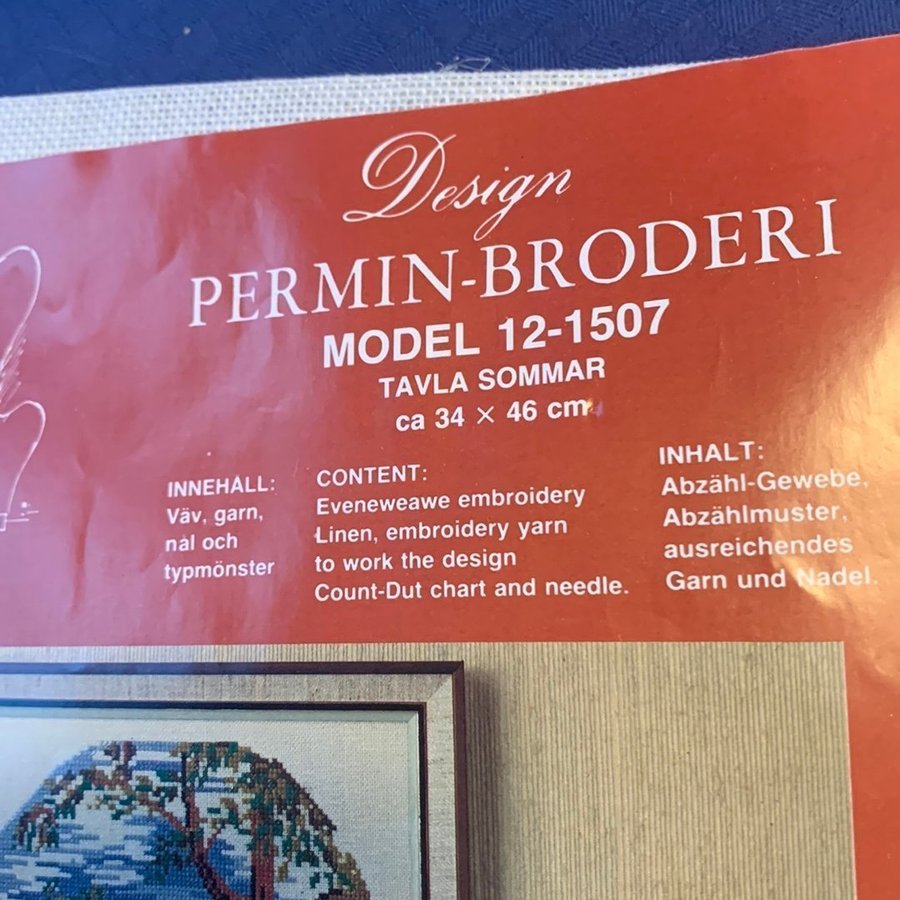 Design
PERMIN-BRODERI
MODEL 12-1507
TAVLA SOMMAR
ca 34 × 46 cm
INNEHÅLL:
Väv, garn,
nål och
typmönster
CONTENT:
Eveneweawe embroidery
Linen, embroidery yarn
to work the design
Count-Dut chart and needle.
INHALT:
Abzähl-Gewebe,
Abzählmuster,
ausreichendes
Garn und Nadel.